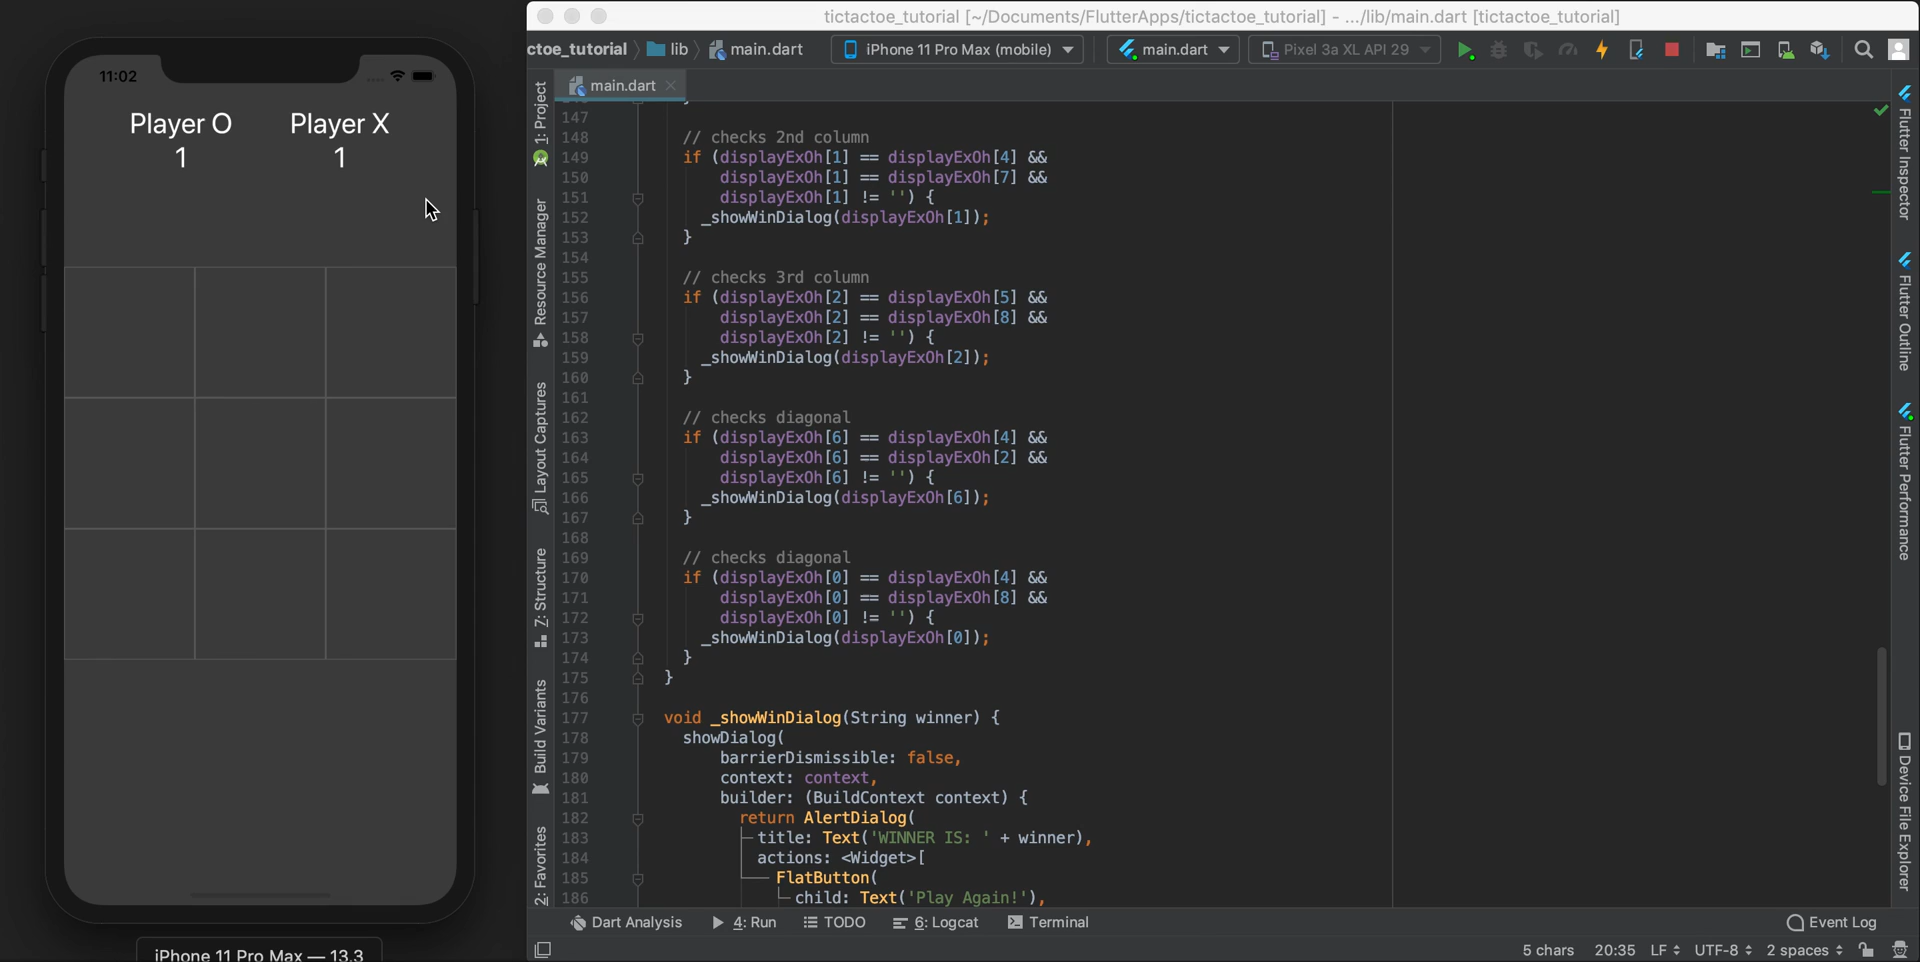 11:02
Player O
Player X
1
1
iPhone 11 Pro Max — 13.3
tictactoe_tutorial [~/Documents/FlutterApps/tictactoe_tutorial] - .../lib/main.dart [tictactoe_tutorial]
ctoe_tutorial
lib
main.dart
iPhone 11 Pro Max (mobile)
main.dart
Pixel 3a XL API 29
main.dart
1: Project
Resource Manager
Layout Captures
Z: Structure
Build Variants
2: Favorites
147
148 // checks 2nd column
149 if (displayExOh[1] == displayExOh[4] &&
150 displayExOh[1] == displayExOh[7] &&
151 displayExOh[1] != '') {
152 _showWinDialog(displayExOh[1]);
153 }
154
155 // checks 3rd column
156 if (displayExOh[2] == displayExOh[5] &&
157 displayExOh[2] == displayExOh[8] &&
158 displayExOh[2] != '') {
159 _showWinDialog(displayExOh[2]);
160 }
161
162 // checks diagonal
163 if (displayExOh[6] == displayExOh[4] &&
164 displayExOh[6] == displayExOh[2] &&
165 displayExOh[6] != '') {
166 _showWinDialog(displayExOh[6]);
167 }
168
169 // checks diagonal
170 if (displayExOh[0] == displayExOh[4] &&
171 displayExOh[0] == displayExOh[8] &&
172 displayExOh[0] != '') {
173 _showWinDialog(displayExOh[0]);
174 }
175 }
176
177 void _showWinDialog(String winner) {
178 showDialog(
179 barrierDismissible: false,
180 context: context,
181 builder: (BuildContext context) {
182 return AlertDialog(
183 title: Text('WINNER IS: ' + winner),
184 actions: <Widget>[
185 FlatButton(
186 child: Text('Play Again!'),
Flutter Inspector
Flutter Outline
Flutter Performance
Device File Explorer
Dart Analysis
4: Run
TODO
6: Logcat
Terminal
Event Log
5 chars
20:35
LF
UTF-8
2 spaces